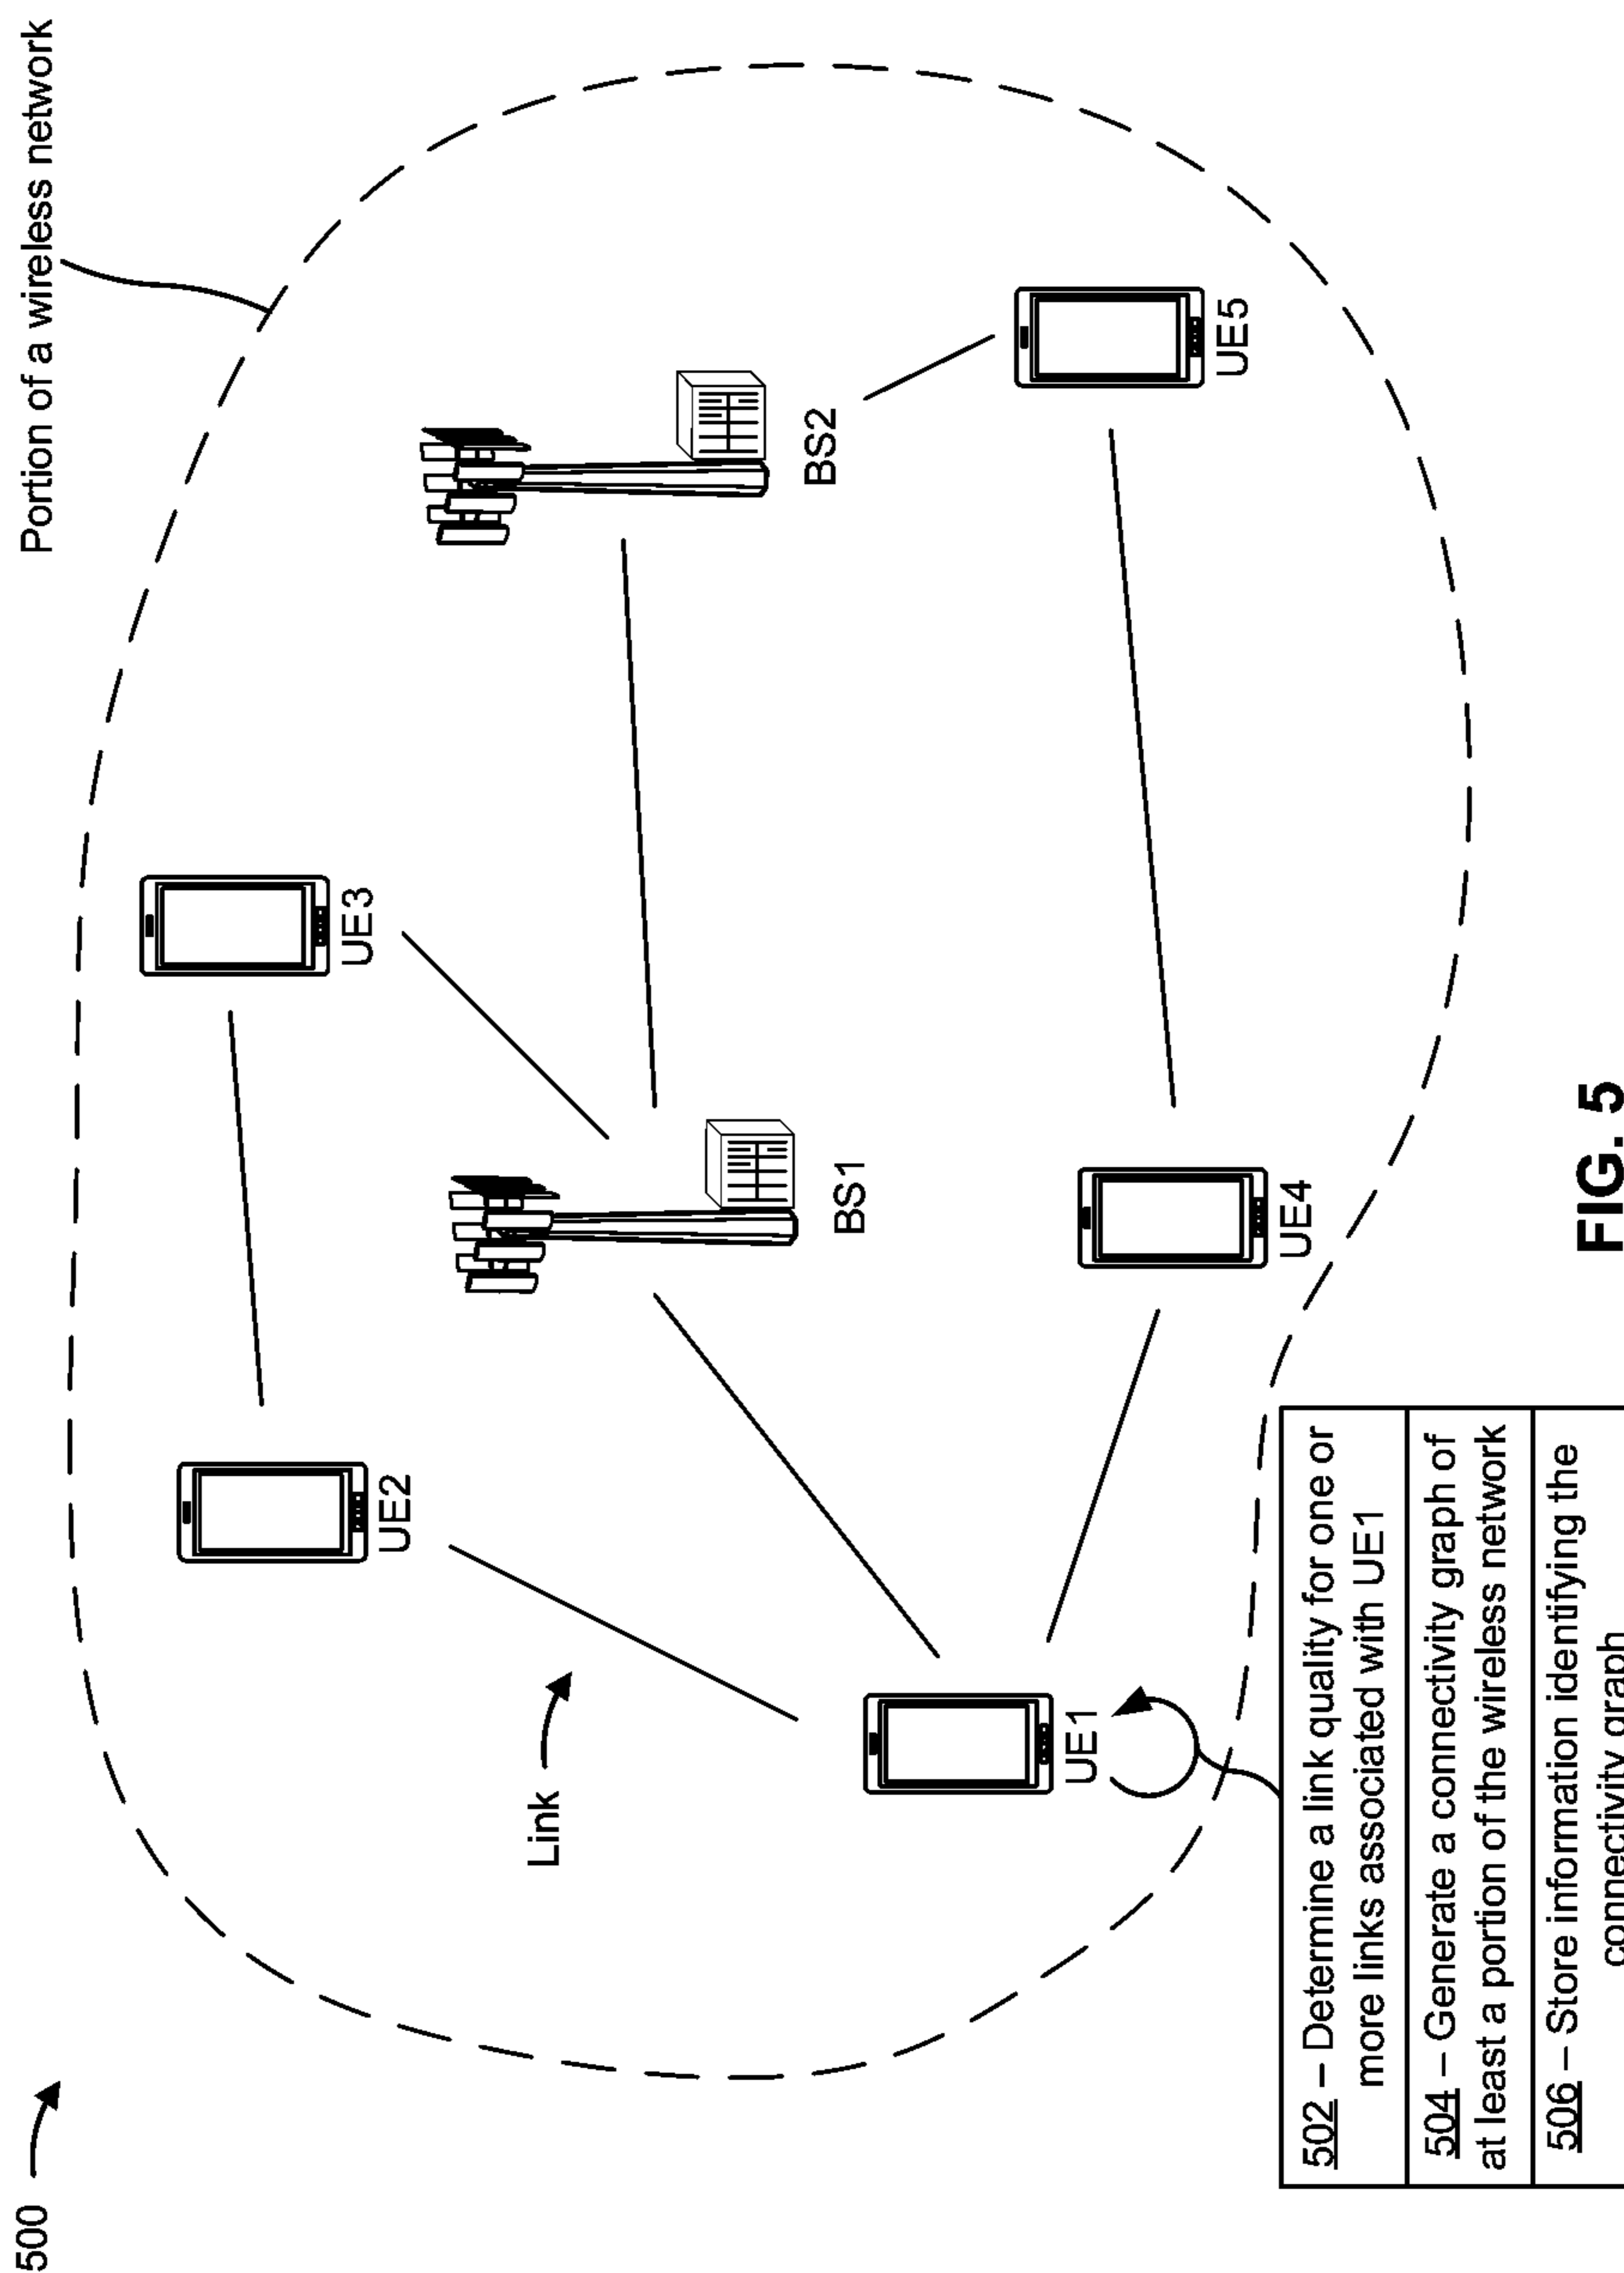 500
Portion of a wireless network
UE2
UE3
Link
BS1
BS2
UE1
UE4
UE5
502 – Determine a link quality for one or
more links associated with UE1
504 – Generate a connectivity graph of
at least a portion of the wireless network
506 – Store information identifying the
connectivity graph
FIG. 5